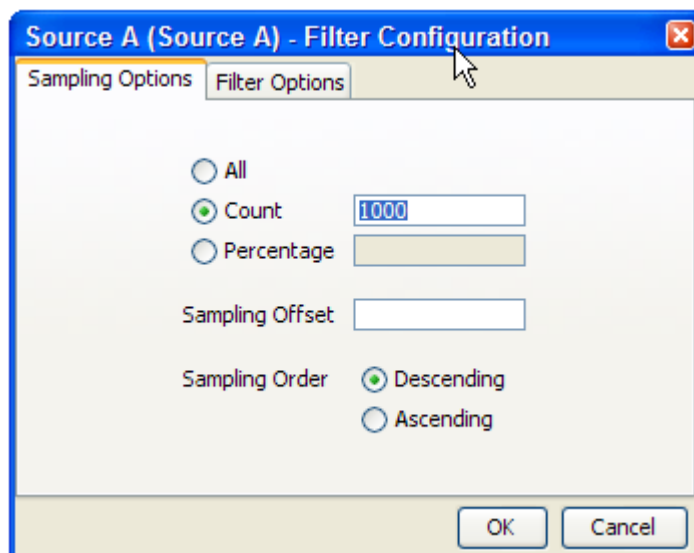 Source A (Source A) - Filter Configuration
Sampling Options Filter Options
All
Count 1000
Percentage
Sampling Offset
Sampling Order Descending
Ascending
OK Cancel